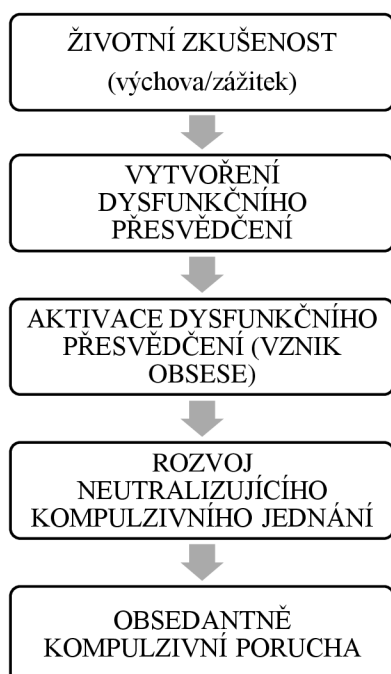 ŽIVOTNÍ ZKUŠENOST
(výchova/zážitek)
VYTVOŘENÍ
DYSFUNKČNÍHO
PŘESVĚDČENÍ
AKTIVACE DYSFUNKČNÍHO
PŘESVĚDČENÍ (VZNIK
OBSESE)
ROZVOJ
NEUTRALIZUJÍCÍHO
KOMPULZIVNÍHO JEDNÁNÍ
OBSEDANTNĚ
KOMPULZIVNÍ PORUCHA